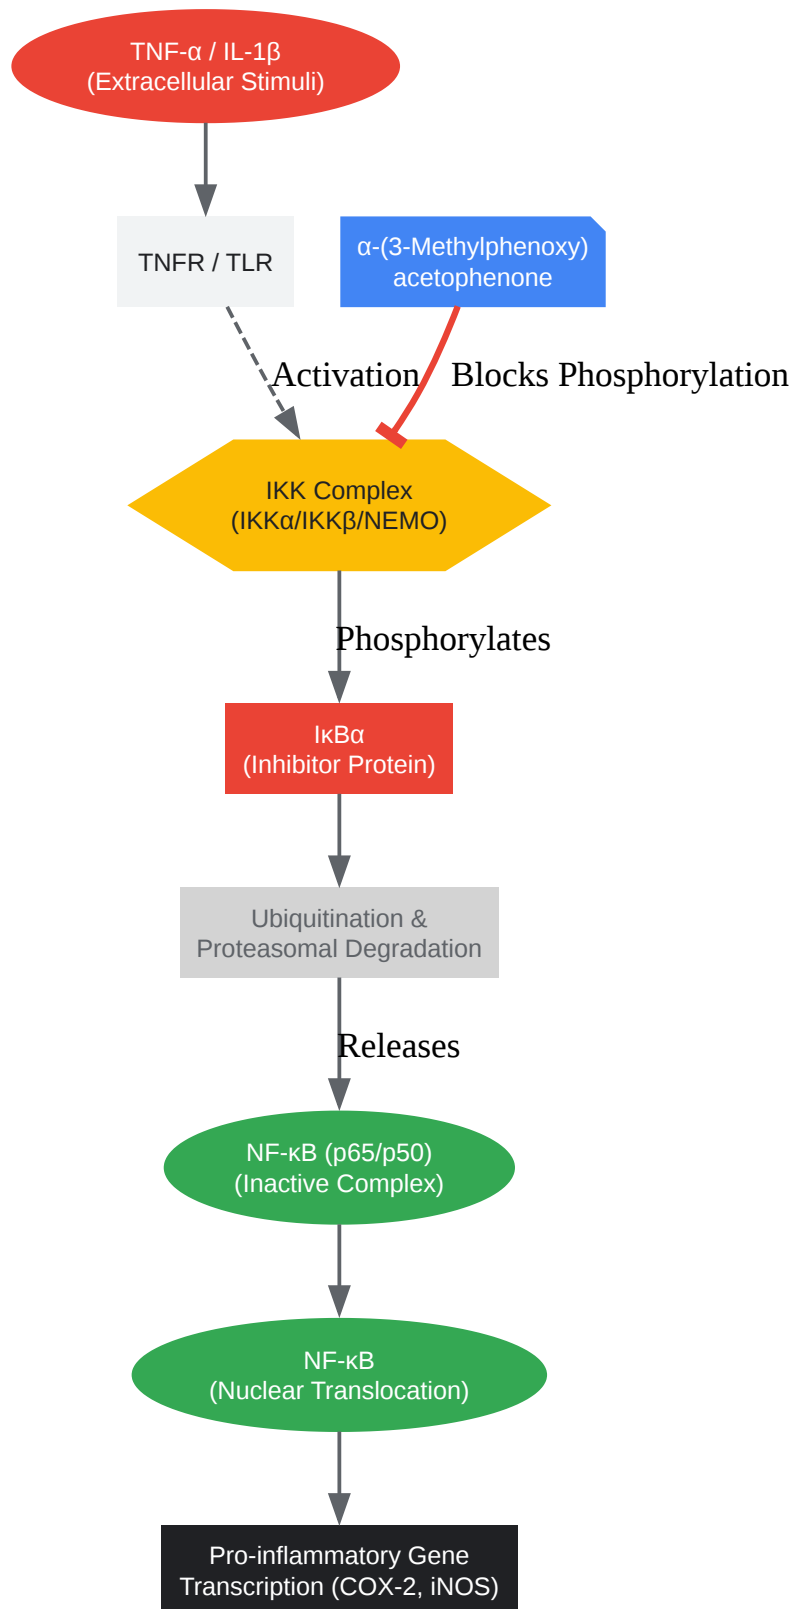 TNF-α / IL-1β
(Extracellular Stimuli)
TNFR / TLR
α-(3-Methylphenoxy)
acetophenone
Activation
Blocks Phosphorylation
IKK Complex
(IKKα/IKKβ/NEMO)
Phosphorylates
IκBα
(Inhibitor Protein)
Ubiquitination &
Proteasomal Degradation
Releases
NF-κB (p65/p50)
(Inactive Complex)
NF-κB
(Nuclear Translocation)
Pro-inflammatory Gene
Transcription (COX-2, iNOS)